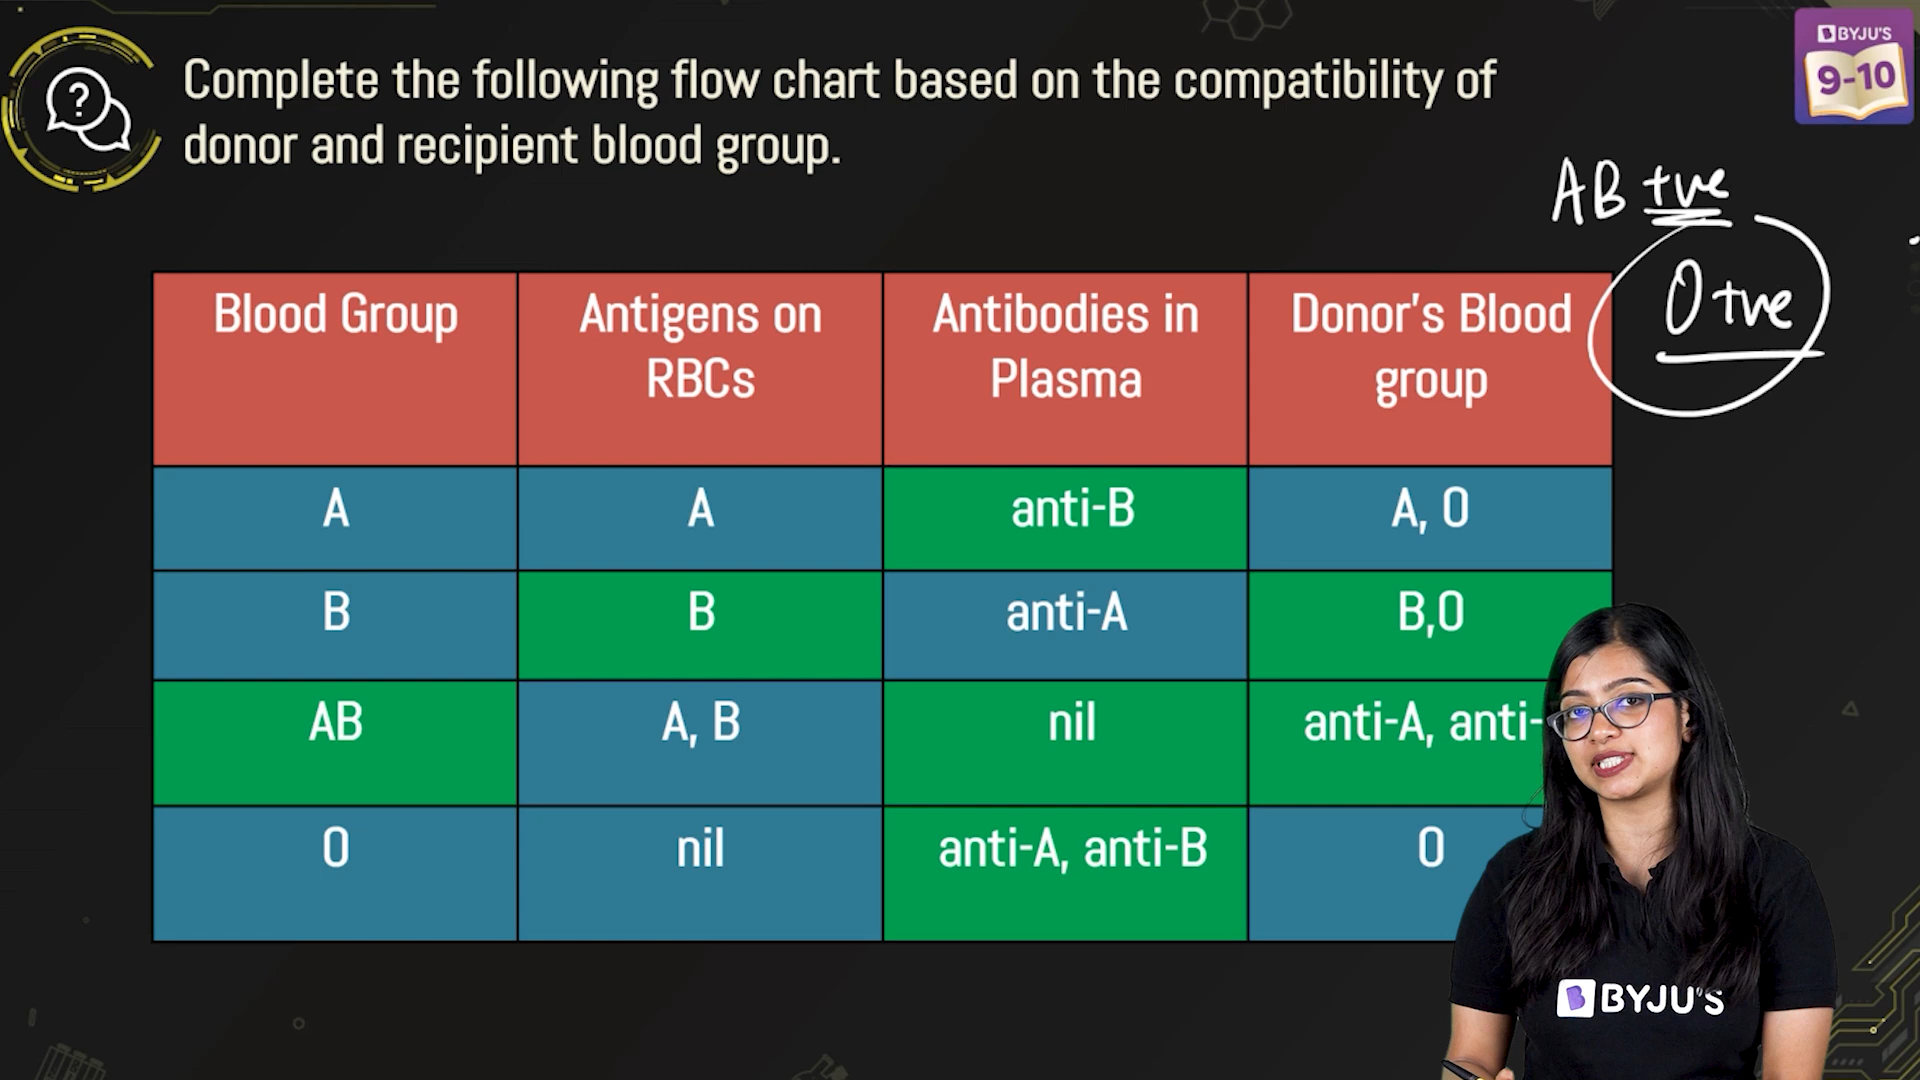 BYJU'S
9-10
Complete the following flow chart based on the compatibility of
donor and recipient blood group.
AB +ve
O +ve
Blood Group
Antigens on
RBCs
Antibodies in
Plasma
Donor's Blood
group
A
A
anti-B
A, O
B
B
anti-A
B,O
AB
A, B
nil
anti-A, anti-
O
nil
anti-A, anti-B
O
BYJU'S